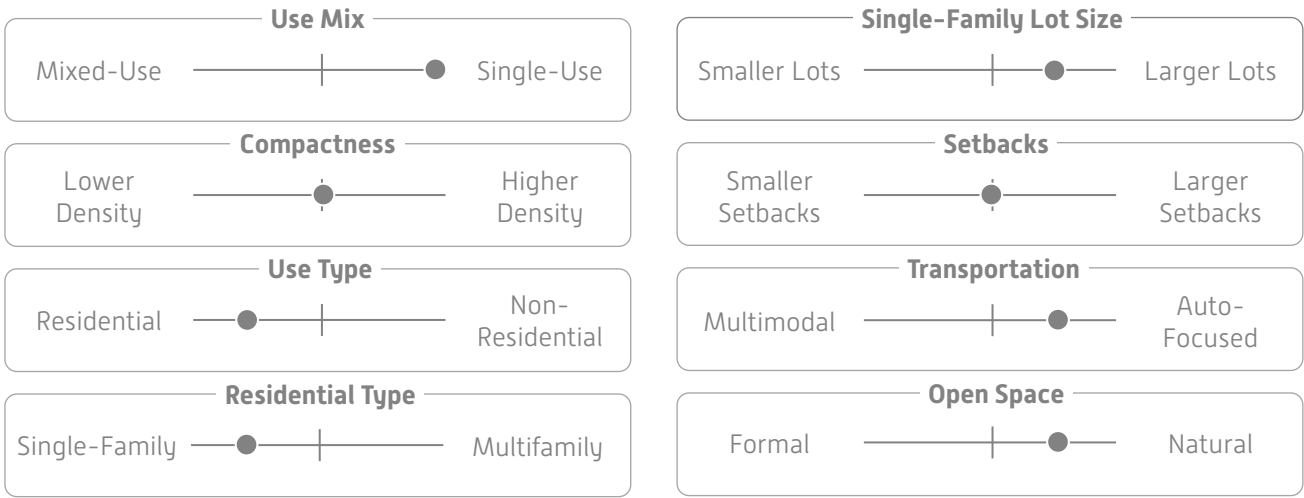 Use Mix
Mixed-Use
Single-Use
Compactness
Lower
Density
Higher
Density
Use Type
Residential
Non-
Residential
Residential Type
Single-Family
Multifamily
Single-Family Lot Size
Smaller Lots
Larger Lots
Setbacks
Smaller
Setbacks
Larger
Setbacks
Transportation
Multimodal
Auto-
Focused
Open Space
Formal
Natural